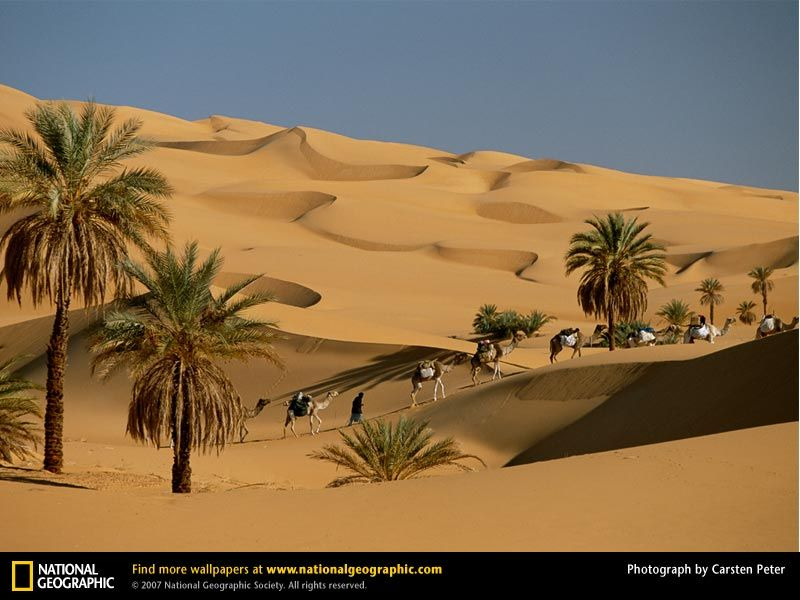 NATIONAL
GEOGRAPHIC
Find more wallpapers at www.nationalgeographic.com
© 2007 National Geographic Society. All rights reserved.
Photograph by Carsten Peter